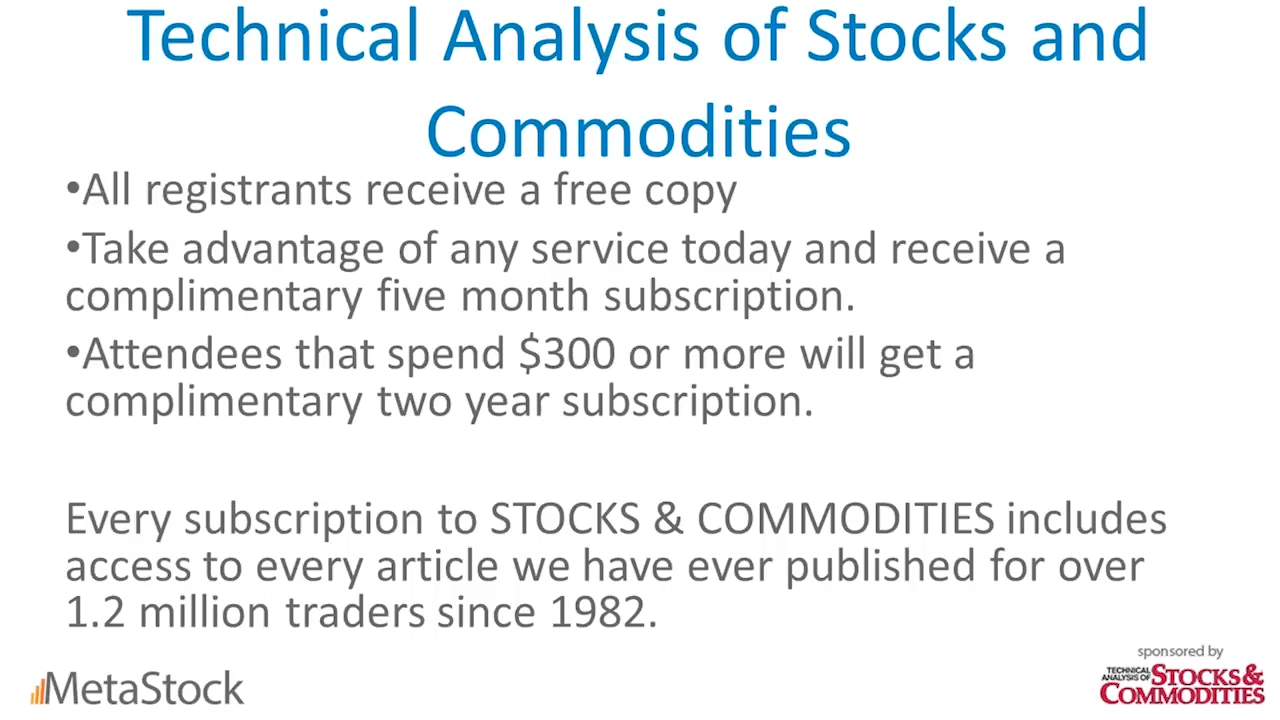 Technical Analysis of Stocks and
Commodities
•All registrants receive a free copy
•Take advantage of any service today and receive a
complimentary five month subscription.
•Attendees that spend $300 or more will get a
complimentary two year subscription.
Every subscription to STOCKS & COMMODITIES includes
access to every article we have ever published for over
1.2 million traders since 1982.
MetaStock
sponsored by
TECHNICAL
ANALYSIS OF
STOCKS&
COMMODITIES